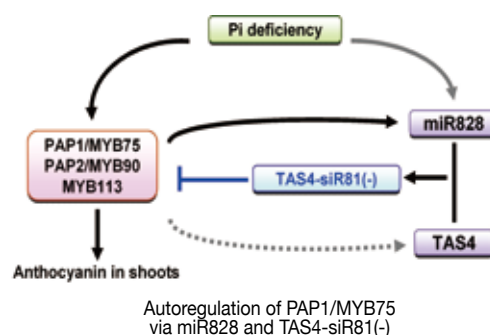 Pi deficiency
miR828
PAP1/MYB75
PAP2/MYB90
MYB113
TAS4-siR81(-)
TAS4
Anthocyanin in shoots
Autoregulation of PAP1/MYB75
via miR828 and TAS4-siR81(-)